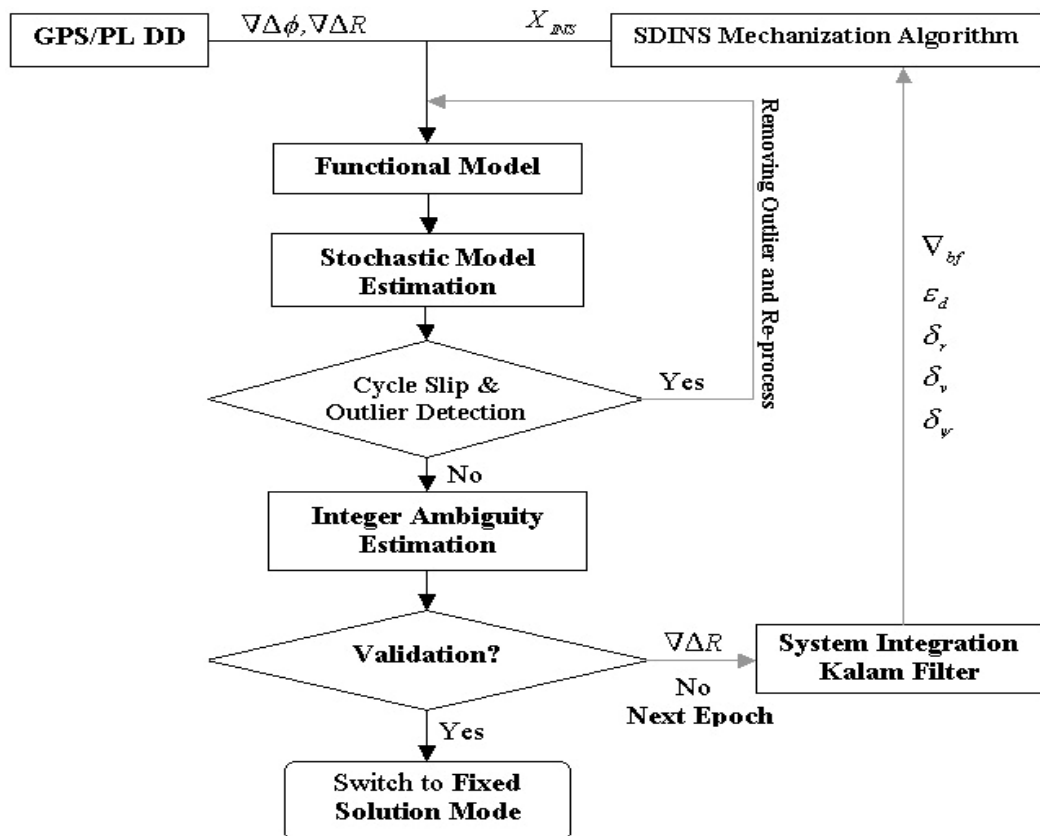 GPS/PL DD
∇Δϕ,∇ΔR
X_INS
SDINS Mechanization Algorithm
Removing Outlier and Re-process
Functional Model
Stochastic Model
Estimation
∇_bf
ε_d
δ_r
δ_v
δ_ψ
Cycle Slip &
Outlier Detection
Yes
No
Integer Ambiguity
Estimation
Validation?
∇ΔR
No
Next Epoch
System Integration
Kalam Filter
Yes
Switch to Fixed
Solution Mode